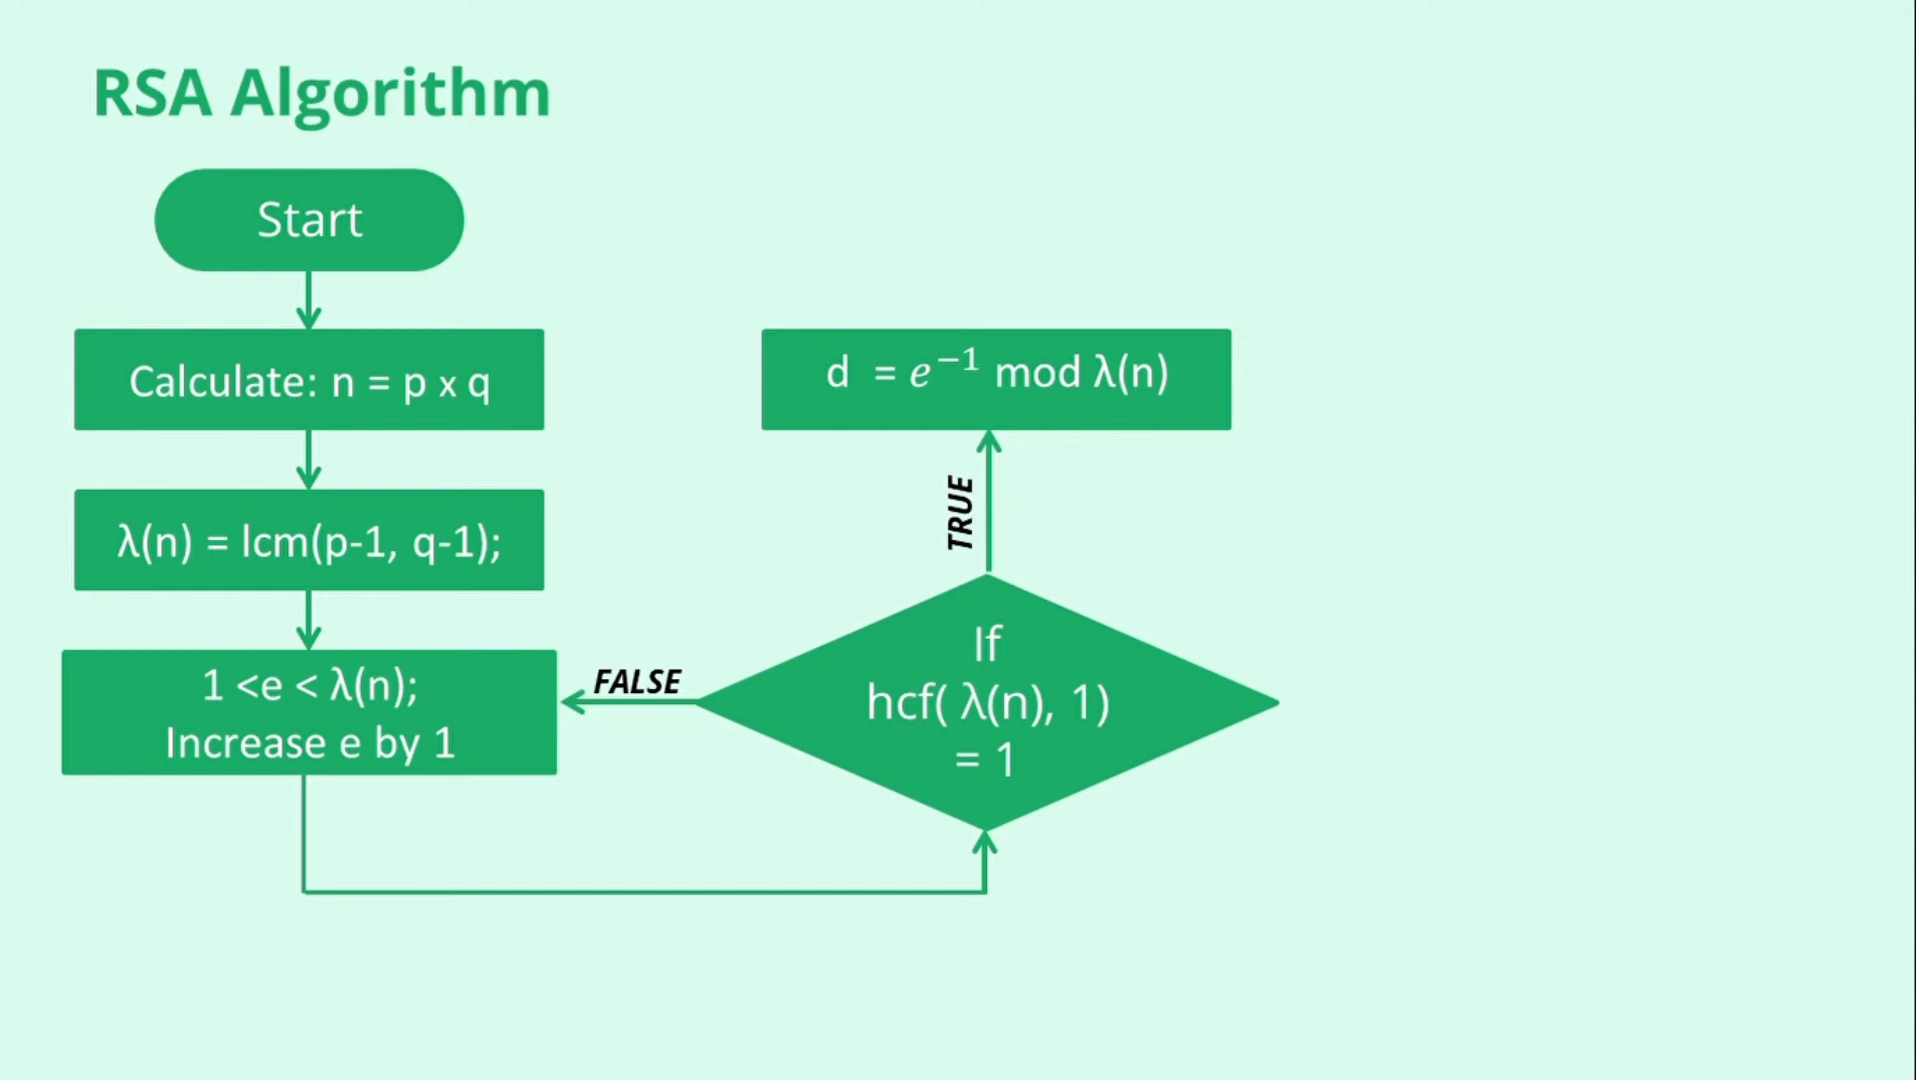 RSA Algorithm
Start
Calculate: n = p x q
λ(n) = lcm(p-1, q-1);
1 <e < λ(n);
Increase e by 1
FALSE
If
hcf( λ(n), 1)
= 1
TRUE
d = e⁻¹ mod λ(n)